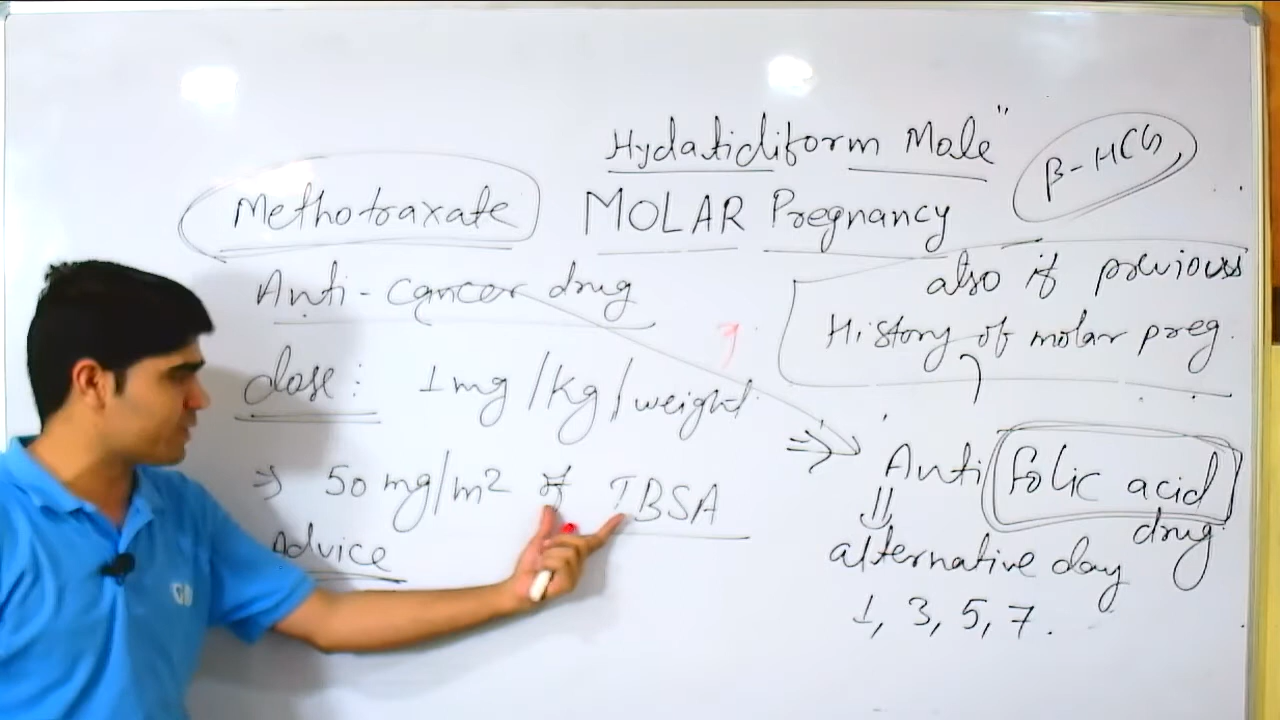 Hydatidiform Mole"
β-HCG
Methotraxate
MOLAR Pregnancy
Anti-cancer drug
also if previous
History of molar preg.
dose: 1mg/kg/weight
⇒ Anti folic acid
drug
→ 50 mg/m² of TBSA
Advice
alternative day
1, 3, 5, 7.